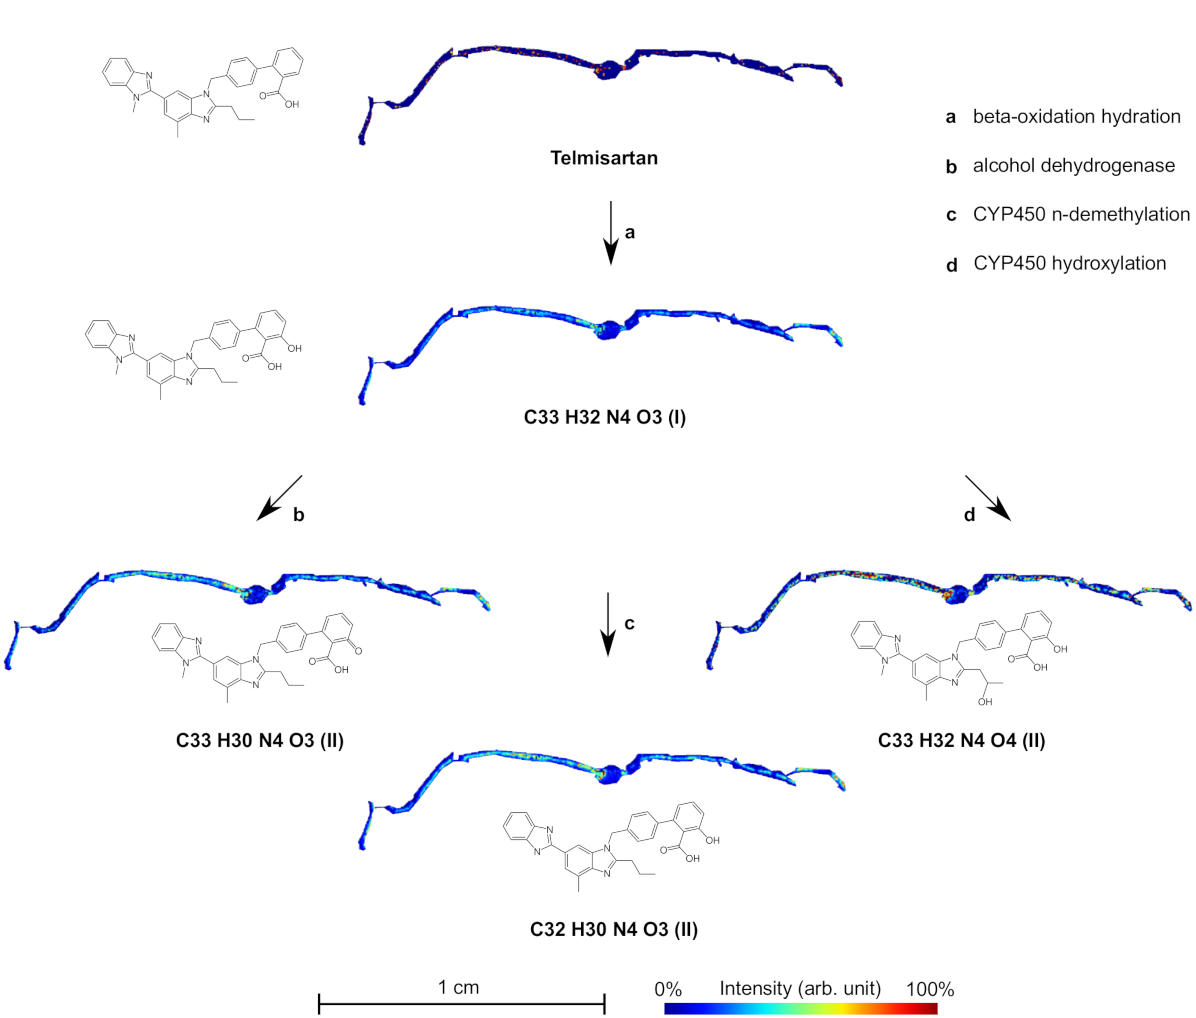 N
N
N
N
O
OH
Telmisartan
a beta-oxidation hydration
b alcohol dehydrogenase
c CYP450 n-demethylation
d CYP450 hydroxylation
a
N
N
N
N
O
OH
OH
C33 H32 N4 O3 (I)
b
d
c
N
N
N
N
O
OH
O
C33 H30 N4 O3 (II)
N
N
N
N
O
OH
OH
OH
C33 H32 N4 O4 (II)
N
N
N
N
O
OH
OH
C32 H30 N4 O3 (II)
1 cm
0% Intensity (arb. unit) 100%